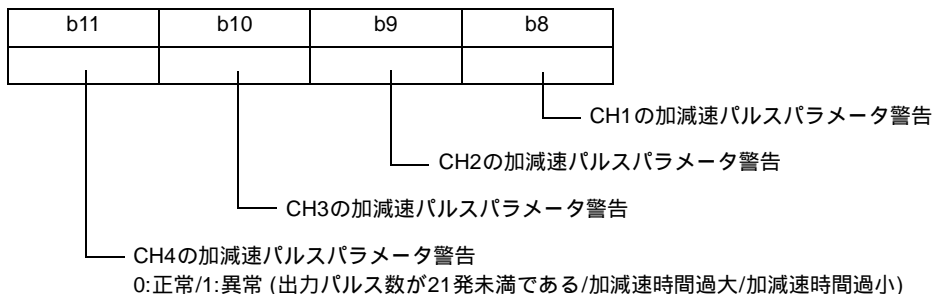 b11 b10 b9 b8
CH1の加減速パルスパラメータ警告
CH2の加減速パルスパラメータ警告
CH3の加減速パルスパラメータ警告
CH4の加減速パルスパラメータ警告
0:正常/1:異常 (出力パルス数が21発未満である/加減速時間過大/加減速時間過小)